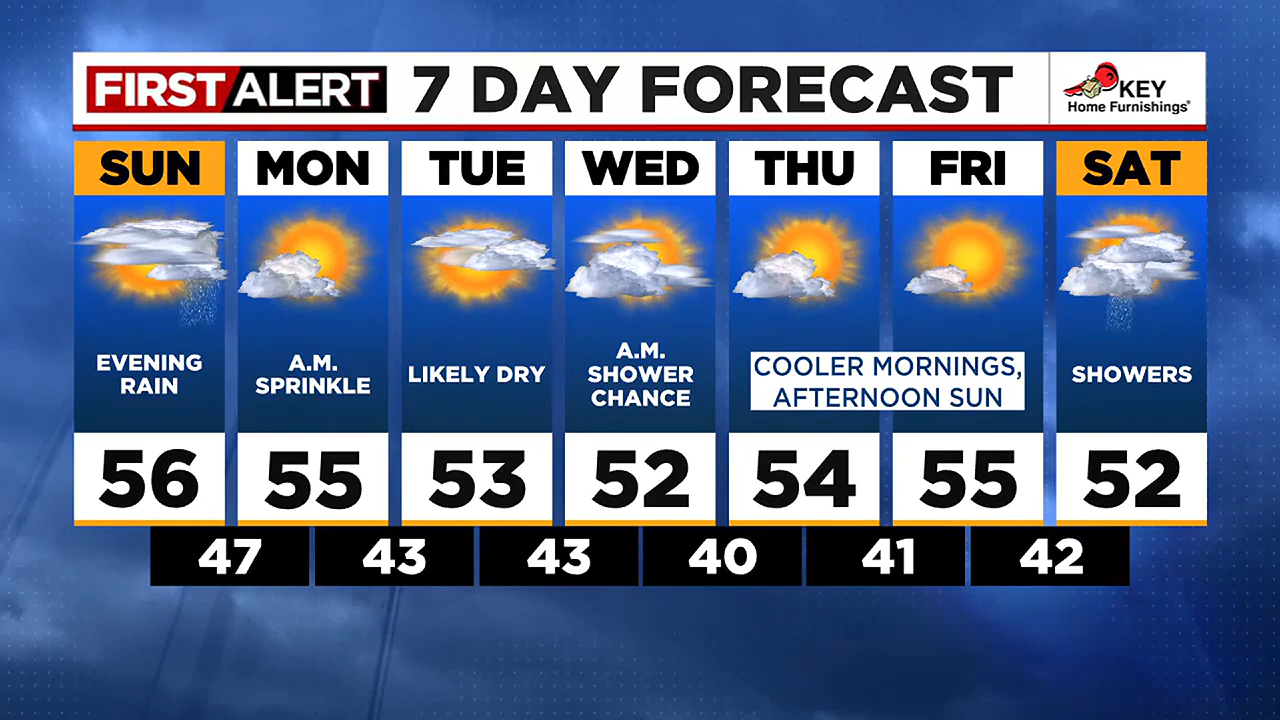 FIRST ALERT 7 DAY FORECAST
KEY
Home Furnishings®
SUN MON TUE WED THU FRI SAT
EVENING
RAIN
A.M.
SPRINKLE
LIKELY DRY
A.M.
SHOWER
CHANCE
COOLER MORNINGS,
AFTERNOON SUN
SHOWERS
56 55 53 52 54 55 52
47 43 43 40 41 42